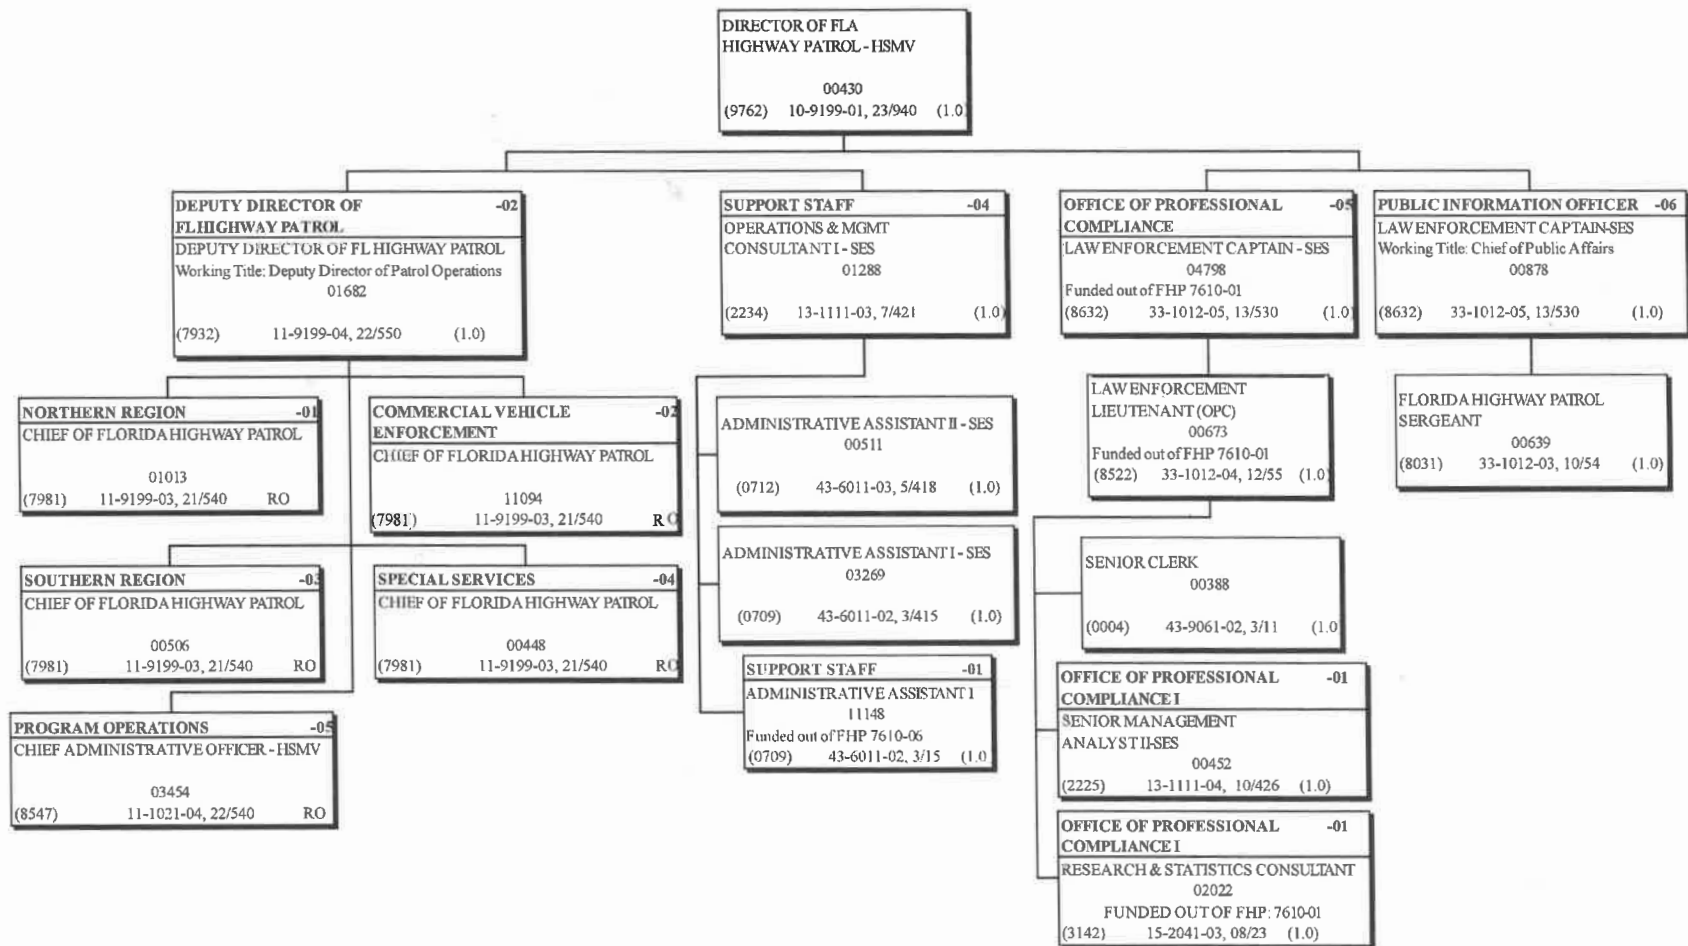 DIRECTOR OF FLA
HIGHWAY PATROL - HSMV
00430
(9762) 10-9199-01, 23/940 (1.0)
DEPUTY DIRECTOR OF -02
FL HIGHWAY PATROL
DEPUTY DIRECTOR OF FL HIGHWAY PATROL
Working Title: Deputy Director of Patrol Operations
01682
(7932) 11-9199-04, 22/550 (1.0)
SUPPORT STAFF -04
OPERATIONS & MGMT
CONSULTANT I - SES
01288
(2234) 13-1111-03, 7/421 (1.0)
OFFICE OF PROFESSIONAL -05
COMPLIANCE
LAW ENFORCEMENT CAPTAIN - SES
04798
Funded out of FHP 7610-01
(8632) 33-1012-05, 13/530 (1.0)
PUBLIC INFORMATION OFFICER -06
LAW ENFORCEMENT CAPTAIN-SES
Working Title: Chief of Public Affairs
00878
(8632) 33-1012-05, 13/530 (1.0)
NORTHERN REGION -01
CHIEF OF FLORIDA HIGHWAY PATROL
01013
(7981) 11-9199-03, 21/540 RO
COMMERCIAL VEHICLE -02
ENFORCEMENT
CHIEF OF FLORIDA HIGHWAY PATROL
11094
(7981) 11-9199-03, 21/540 RO
SOUTHERN REGION -03
CHIEF OF FLORIDA HIGHWAY PATROL
00506
(7981) 11-9199-03, 21/540 RO
SPECIAL SERVICES -04
CHIEF OF FLORIDA HIGHWAY PATROL
00448
(7981) 11-9199-03, 21/540 RO
PROGRAM OPERATIONS -05
CHIEF ADMINISTRATIVE OFFICER - HSMV
03454
(8547) 11-1021-04, 22/540 RO
ADMINISTRATIVE ASSISTANT II - SES
00511
(0712) 43-6011-03, 5/418 (1.0)
ADMINISTRATIVE ASSISTANT I - SES
03269
(0709) 43-6011-02, 3/415 (1.0)
SUPPORT STAFF -01
ADMINISTRATIVE ASSISTANT I
11148
Funded out of FHP 7610-06
(0709) 43-6011-02, 3/15 (1.0)
LAW ENFORCEMENT
LIEUTENANT (OPC)
00673
Funded out of FHP 7610-01
(8522) 33-1012-04, 12/55 (1.0)
SENIOR CLERK
00388
(0004) 43-9061-02, 3/11 (1.0)
OFFICE OF PROFESSIONAL -01
COMPLIANCE I
SENIOR MANAGEMENT
ANALYST II-SES
00452
(2225) 13-1111-04, 10/426 (1.0)
OFFICE OF PROFESSIONAL -01
COMPLIANCE I
RESEARCH & STATISTICS CONSULTANT
02022
FUNDED OUT OF FHP: 7610-01
(3142) 15-2041-03, 08/23 (1.0)
FLORIDA HIGHWAY PATROL
SERGEANT
00639
(8031) 33-1012-03, 10/54 (1.0)